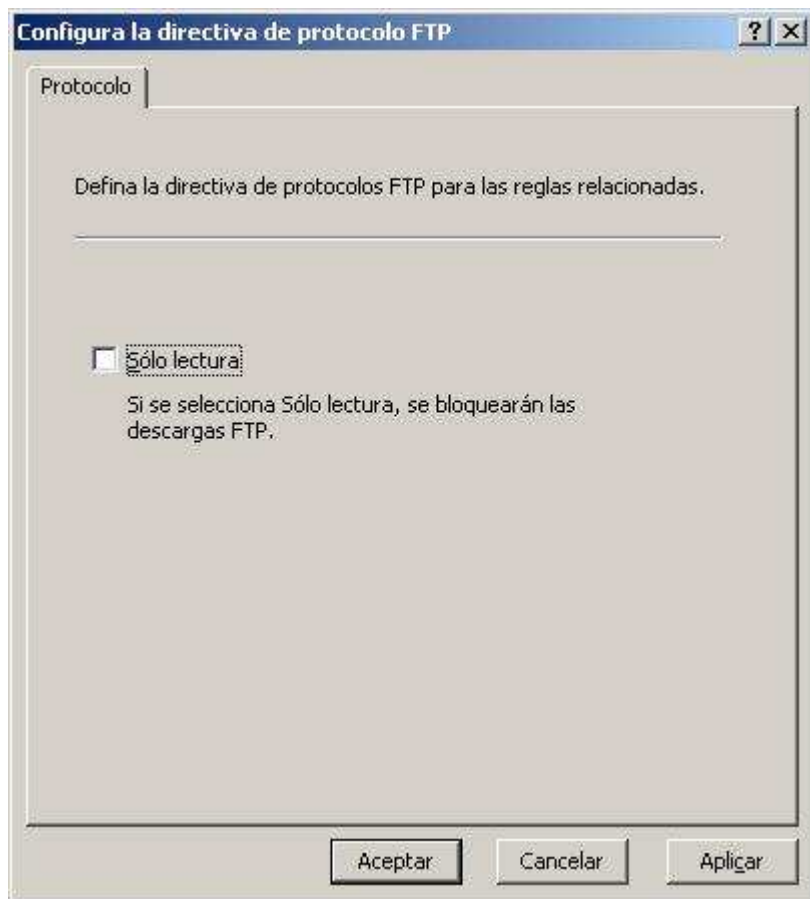 Configura la directiva de protocolo FTP
Protocolo
Defina la directiva de protocolos FTP para las reglas relacionadas.
Sólo lectura
Si se selecciona Sólo lectura, se bloquearán las
descargas FTP.
Aceptar
Cancelar
Aplicar